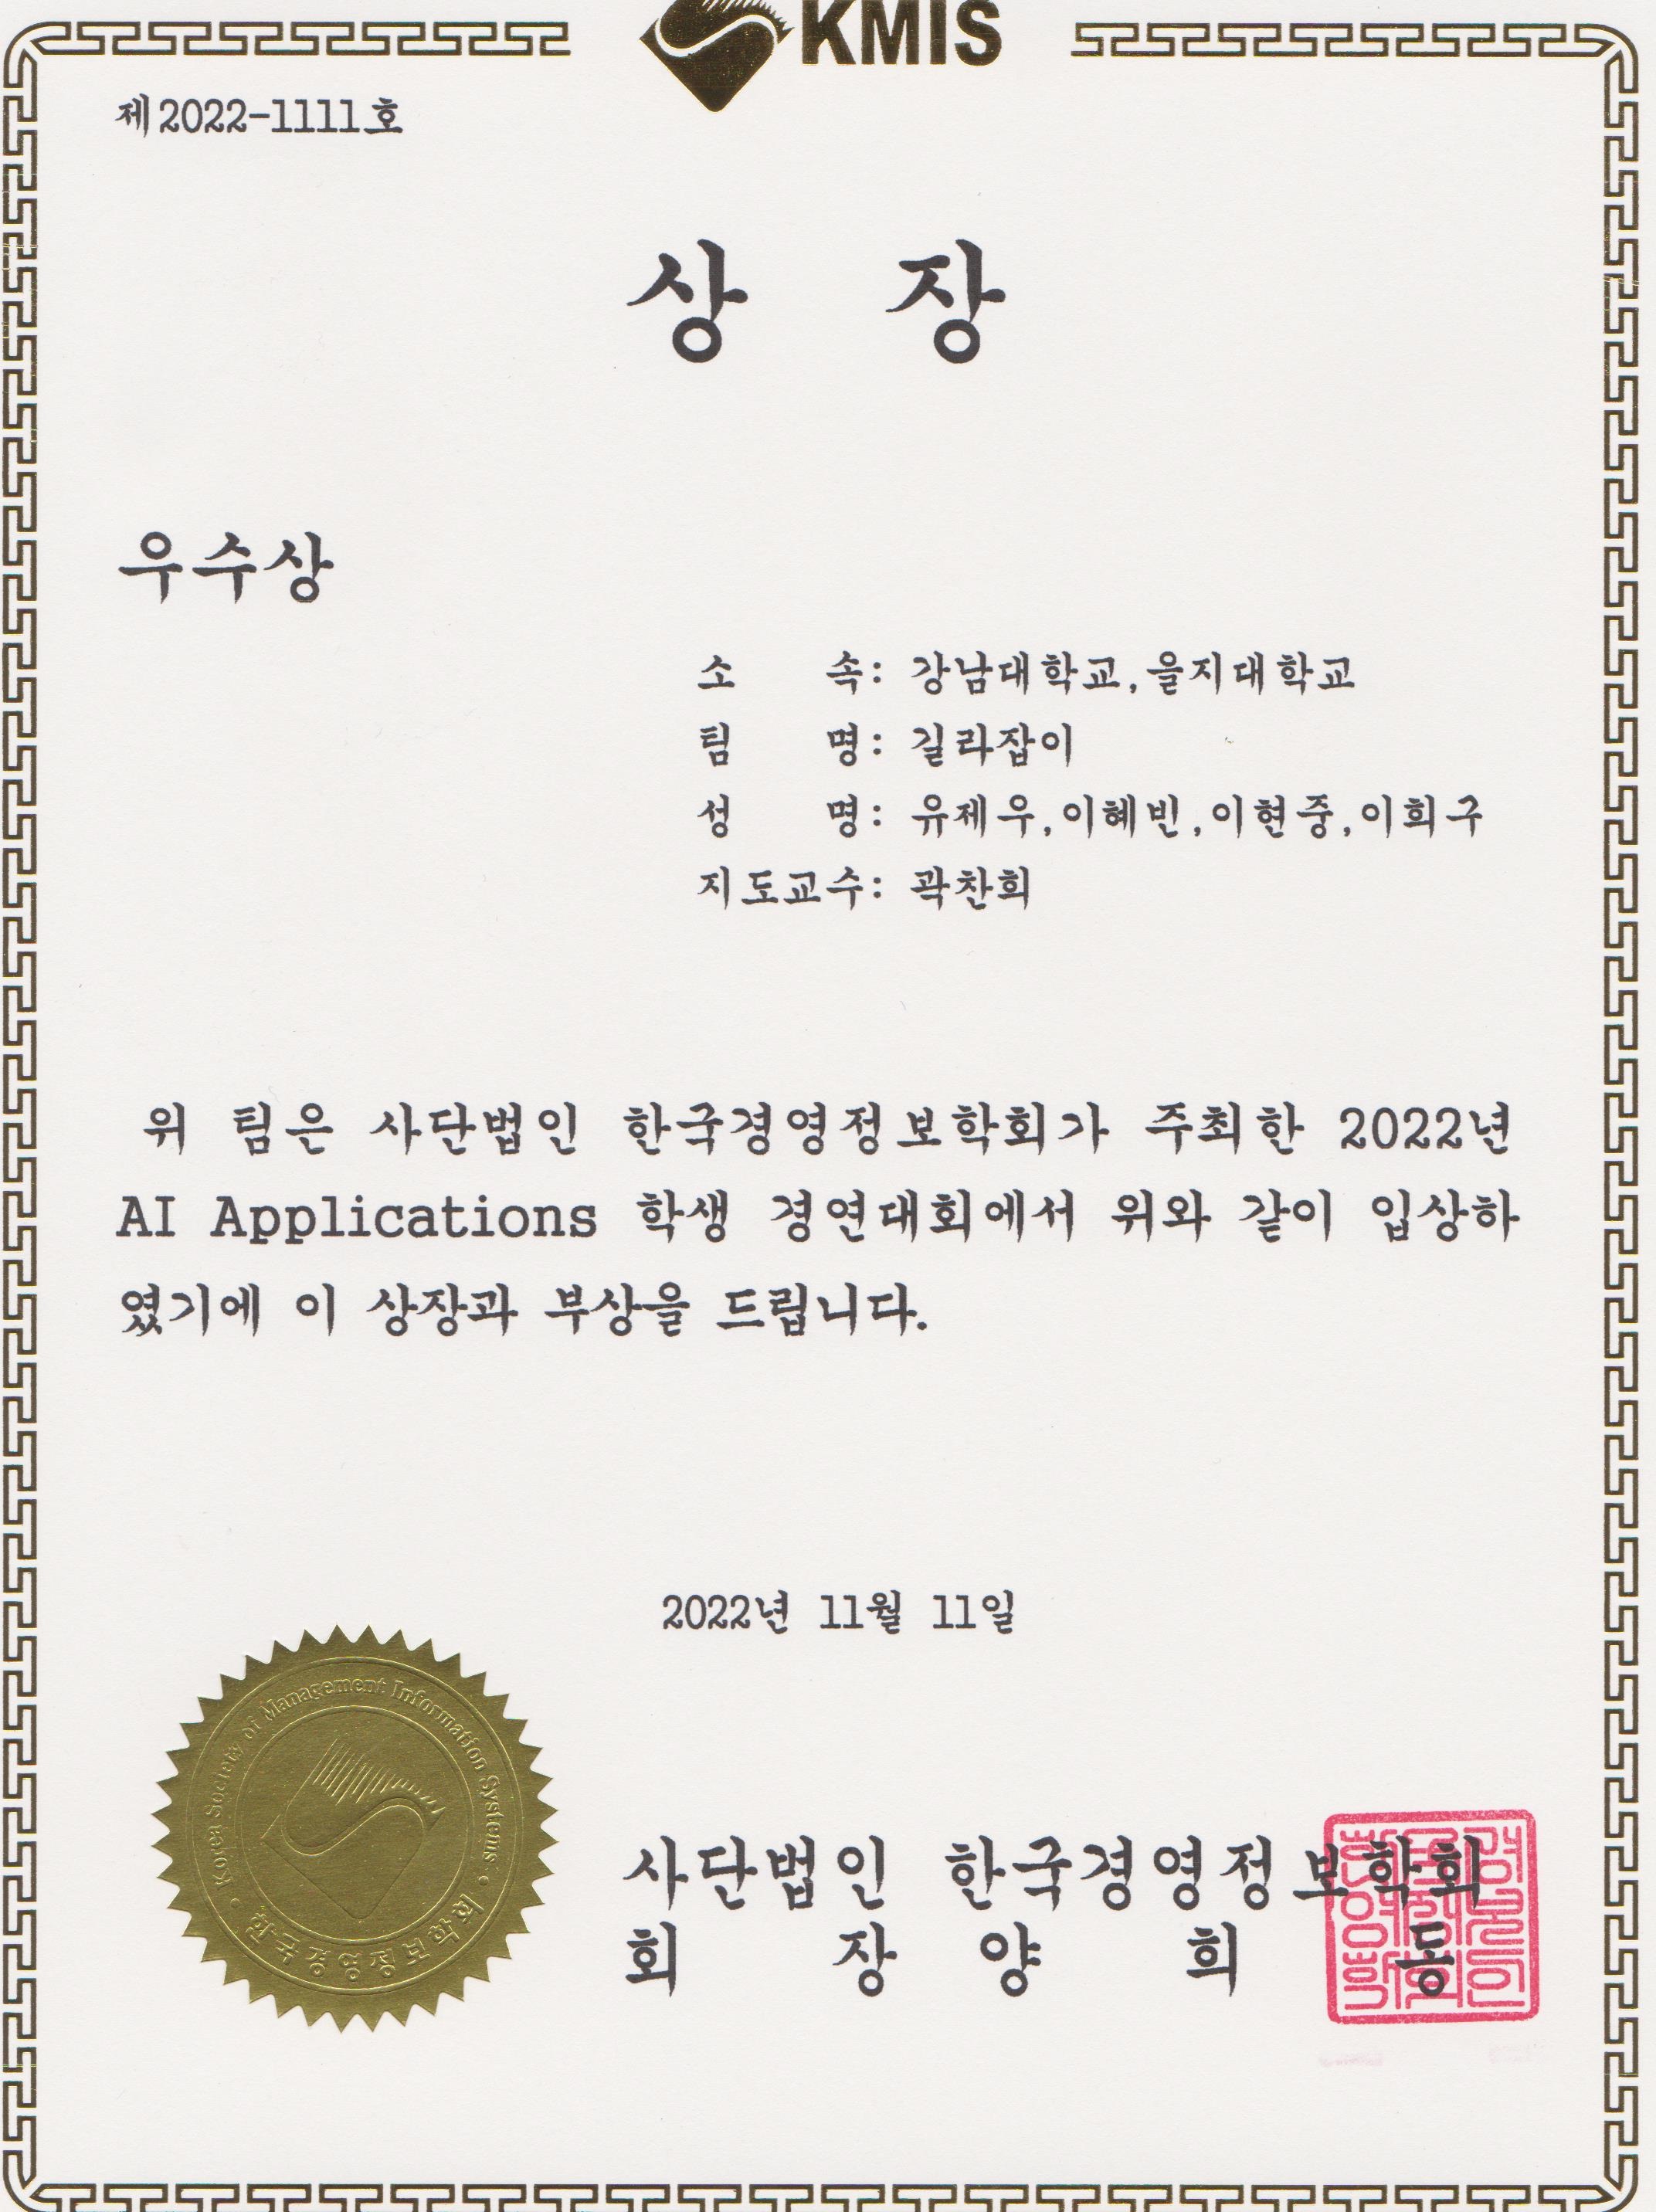 KMIS
제2022-1111호
상 장
우수상
소 속: 강남대학교,을지대학교
팀 명: 길라잡이
성 명: 유제우,이혜빈,이현중,이희구
지도교수: 곽찬희
위 팀은 사단법인 한국경영정보학회가 주최한 2022년
AI Applications 학생 경연대회에서 위와 같이 입상하
였기에 이 상장과 부상을 드립니다.
2022년 11월 11일
Korea Society of Management Information Systems
한국경영정보학회
사단법인 한국경영정보학회
회 장 양 희 동